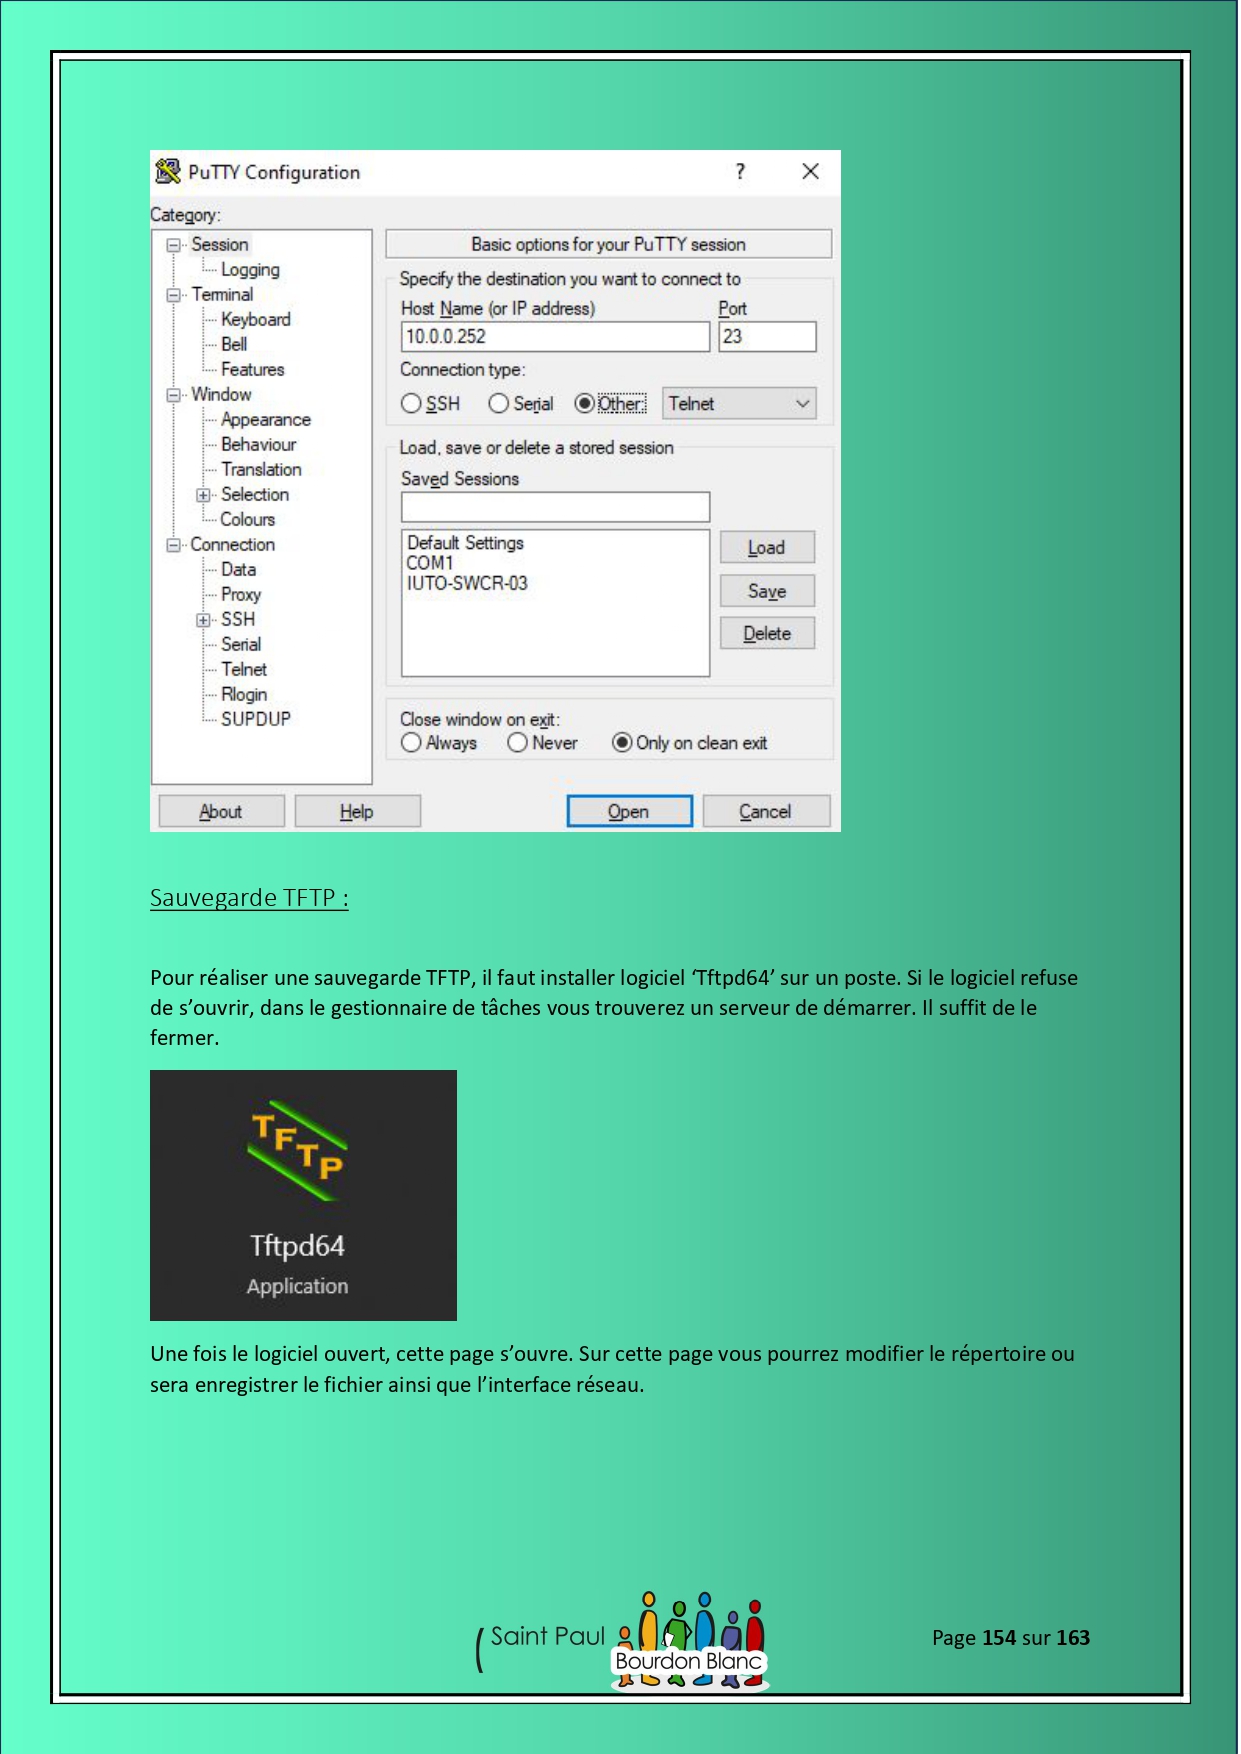 PuTTY Configuration
?
Category:
Session
Logging
Terminal
Keyboard
Bell
Features
Window
Appearance
Behaviour
Translation
Selection
Colours
Connection
Data
Proxy
SSH
Serial
Telnet
Rlogin
SUPDUP
Basic options for your PuTTY session
Specify the destination you want to connect to
Host Name (or IP address) Port
10.0.0.252 23
Connection type:
SSH Serial Other: Telnet
Load, save or delete a stored session
Saved Sessions
Default Settings
COM1
IUTO-SWCR-03
Load
Save
Delete
Close window on exit:
Always Never Only on clean exit
About Help Open Cancel
Sauvegarde TFTP :
Pour réaliser une sauvegarde TFTP, il faut installer logiciel ‘Tftpd64’ sur un poste. Si le logiciel refuse
de s’ouvrir, dans le gestionnaire de tâches vous trouverez un serveur de démarrer. Il suffit de le
fermer.
TFTP
Tftpd64
Application
Une fois le logiciel ouvert, cette page s’ouvre. Sur cette page vous pourrez modifier le répertoire ou
sera enregistrer le fichier ainsi que l’interface réseau.
Saint Paul
Bourdon Blanc
Page 154 sur 163